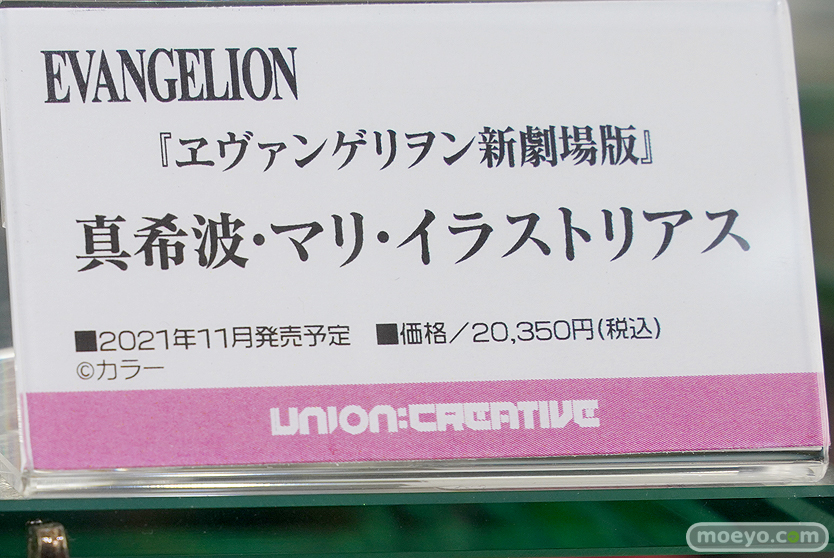 EVANGELION
『ヱヴァンゲリヲン新劇場版』
真希波・マリ・イラストリアス
■2021年11月発売予定 ■価格/20,350円(税込)
©カラー
UNION:CREATIVE
moeyo.com